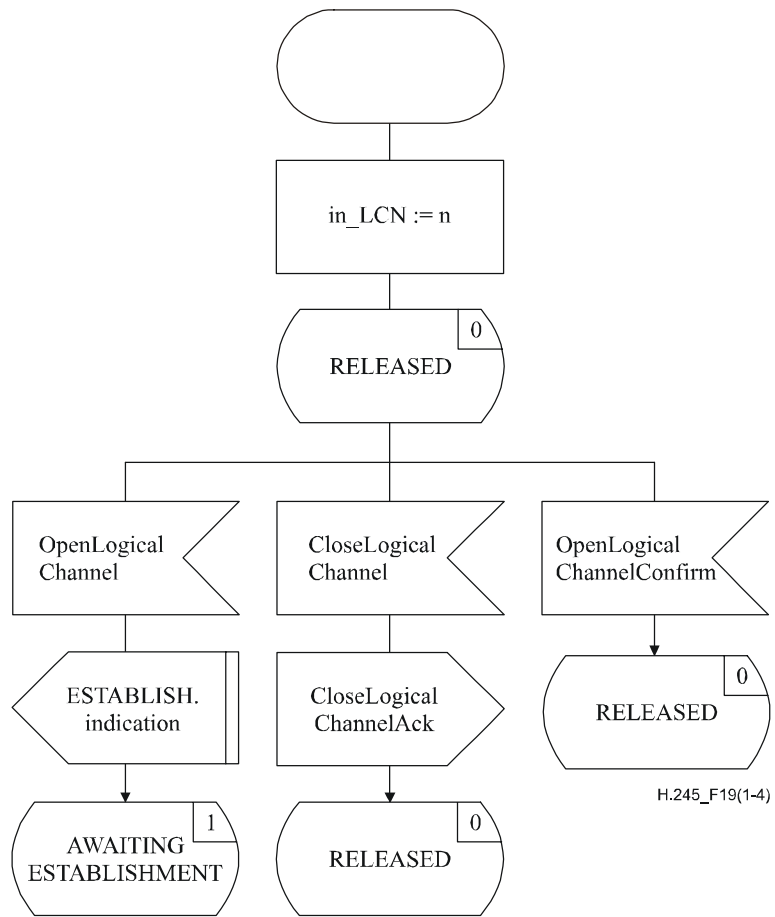 in_LCN := n
0
RELEASED
OpenLogical
Channel
CloseLogical
Channel
OpenLogical
ChannelConfirm
ESTABLISH.
indication
CloseLogical
ChannelAck
0
RELEASED
H.245_F19(1-4)
1
AWAITING
ESTABLISHMENT
0
RELEASED